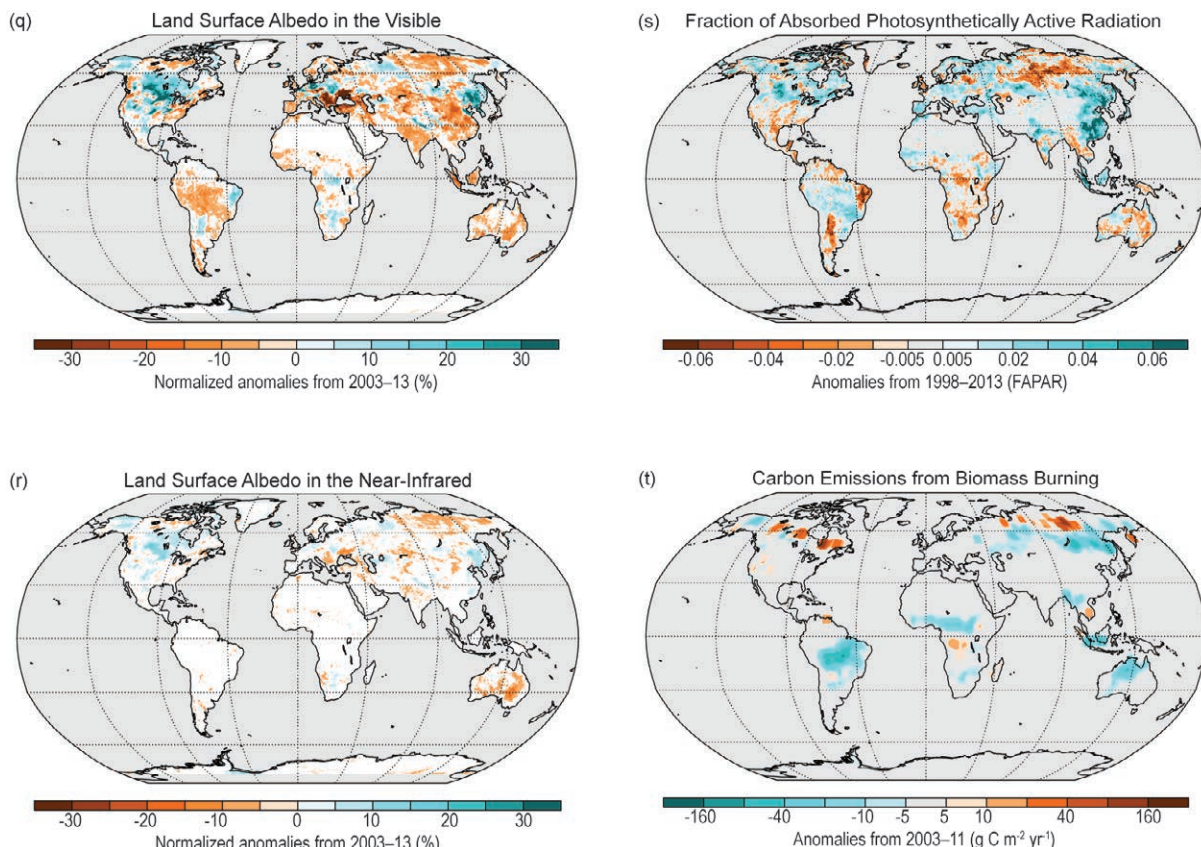 (q) Land Surface Albedo in the Visible
-30 -20 -10 0 10 20 30
Normalized anomalies from 2003–13 (%)
(s) Fraction of Absorbed Photosynthetically Active Radiation
-0.06 -0.04 -0.02 -0.005 0.005 0.02 0.04 0.06
Anomalies from 1998–2013 (FAPAR)
(r) Land Surface Albedo in the Near-Infrared
-30 -20 -10 0 10 20 30
Normalized anomalies from 2003–13 (%)
(t) Carbon Emissions from Biomass Burning
-160 -40 -10 -5 5 10 40 160
Anomalies from 2003–11 (g C m⁻² yr⁻¹)